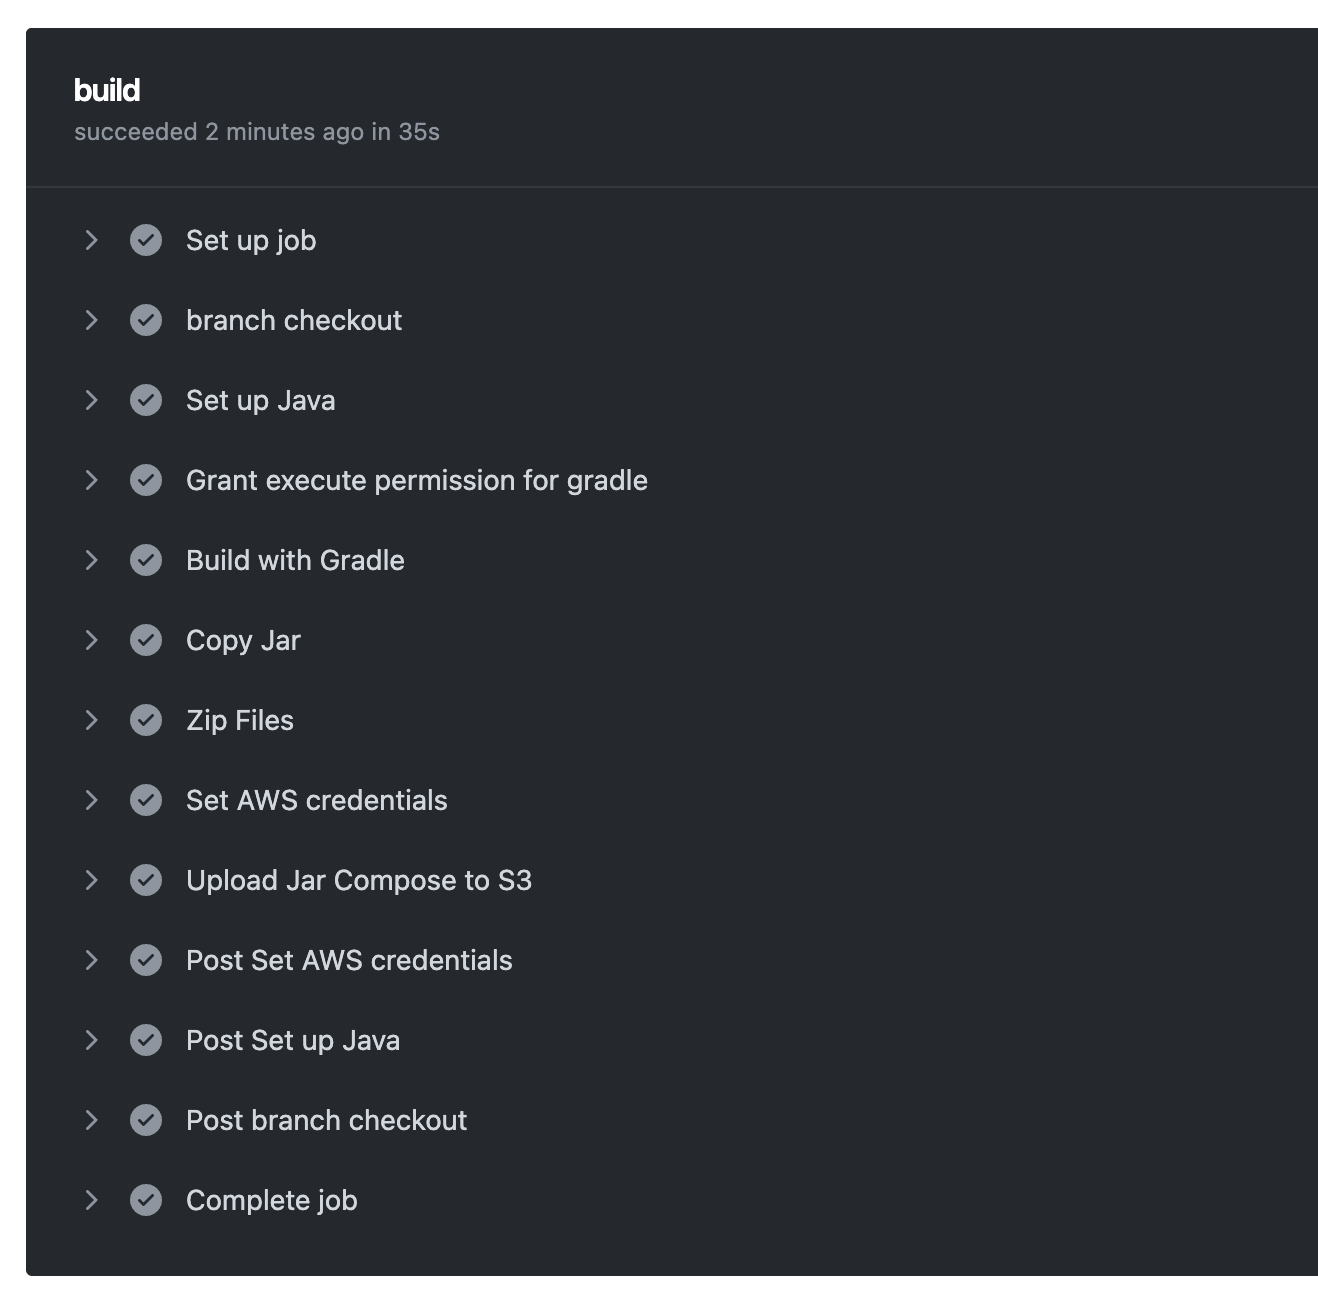 build
succeeded 2 minutes ago in 35s
Set up job
branch checkout
Set up Java
Grant execute permission for gradle
Build with Gradle
Copy Jar
Zip Files
Set AWS credentials
Upload Jar Compose to S3
Post Set AWS credentials
Post Set up Java
Post branch checkout
Complete job